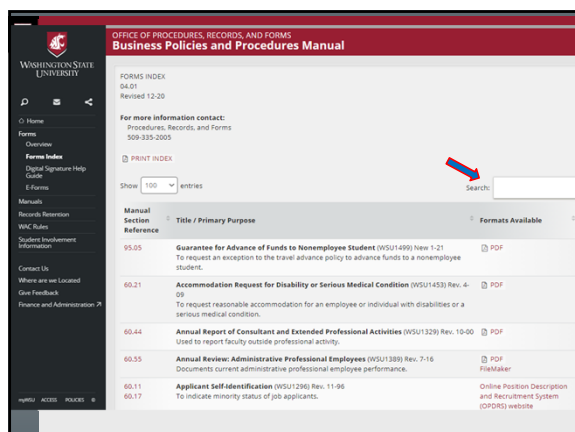 WASHINGTON STATE
UNIVERSITY
Home
Forms
Overview
Forms Index
Digital Signature Help
Guide
E-Forms
Manuals
Records Retention
WAC Rules
Student Involvement
Information
Contact Us
Where are we Located
Give Feedback
Finance and Administration
myWSU ACCESS POLICIES ©
OFFICE OF PROCEDURES, RECORDS, AND FORMS
Business Policies and Procedures Manual
FORMS INDEX
04.01
Revised 12-20
For more information contact:
Procedures, Records, and Forms
509-335-2005
PRINT INDEX
Show 100 entries
Search:
Manual
Section
Reference
Title / Primary Purpose
Formats Available
95.05
Guarantee for Advance of Funds to Nonemployee Student (WSU1499) New 1-21
To request an exception to the travel advance policy to advance funds to a nonemployee
student.
PDF
60.21
Accommodation Request for Disability or Serious Medical Condition (WSU1453) Rev. 4-
09
To request reasonable accommodation for an employee or individual with disabilities or a
serious medical condition.
PDF
60.44
Annual Report of Consultant and Extended Professional Activities (WSU1329) Rev. 10-00
Used to report faculty outside professional activity.
PDF
60.55
Annual Review: Administrative Professional Employees (WSU1389) Rev. 7-16
Documents current administrative professional employee performance.
PDF
FileMaker
60.11
60.17
Applicant Self-Identification (WSU1296) Rev. 11-96
To indicate minority status of job applicants.
Online Position Description
and Recruitment System
(OPDRS) website